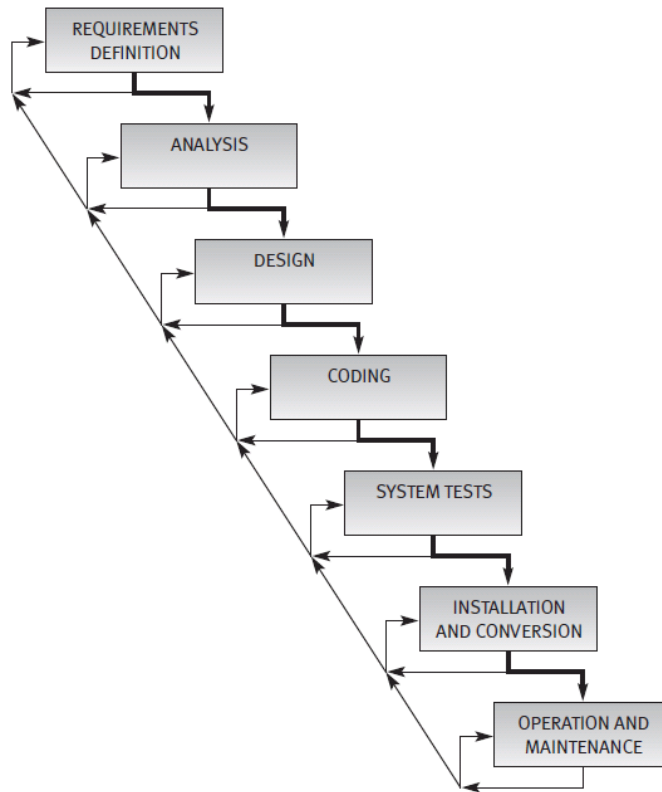 REQUIREMENTS
DEFINITION
ANALYSIS
DESIGN
CODING
SYSTEM TESTS
INSTALLATION
AND CONVERSION
OPERATION AND
MAINTENANCE